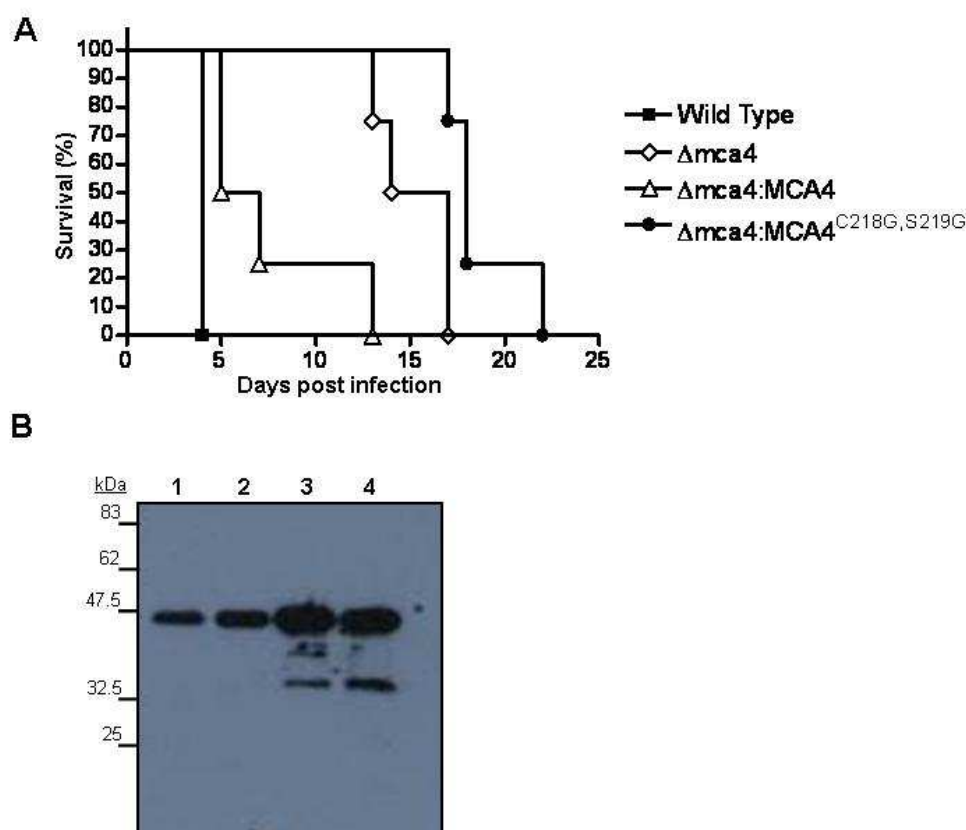 A
100
90
80
70
60
50
40
30
20
10
0
Survival (%)
0 5 10 15 20 25
Days post infection
Wild Type
Δmca4
Δmca4:MCA4
Δmca4:MCA4C218G,S219G
B
kDa 1 2 3 4
83
62
47.5
32.5
25